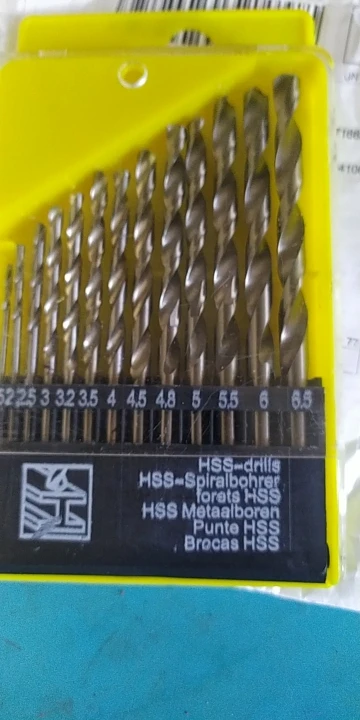 2.5 3 3.2 3.5 4 4.5 4.8 5 5.5 6 6.5
HSS-drills
HSS-Spiralbohrer
forets HSS
HSS Metaalboren
Punte HSS
Brocas HSS